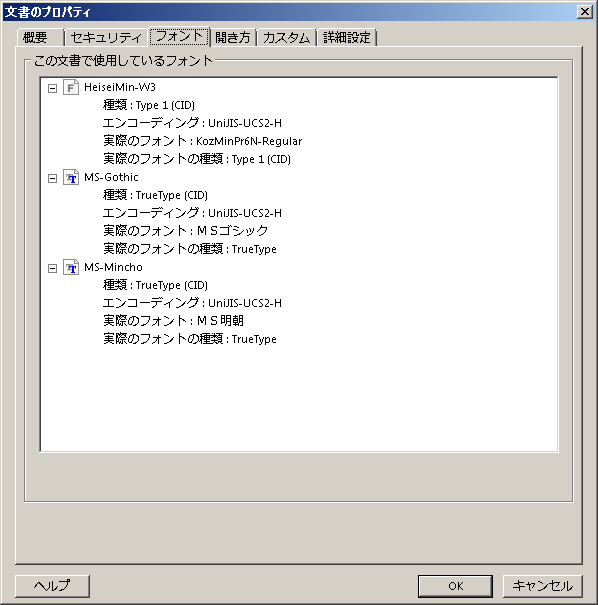 文書のプロパティ
概要 セキュリティ フォント 開き方 カスタム 詳細設定
この文書で使用しているフォント
HeiseiMin-W3
種類 : Type 1 (CID)
エンコーディング : UniJIS-UCS2-H
実際のフォント : KozMinPr6N-Regular
実際のフォントの種類 : Type 1 (CID)
MS-Gothic
種類 : TrueType (CID)
エンコーディング : UniJIS-UCS2-H
実際のフォント : ＭＳゴシック
実際のフォントの種類 : TrueType
MS-Mincho
種類 : TrueType (CID)
エンコーディング : UniJIS-UCS2-H
実際のフォント : ＭＳ明朝
実際のフォントの種類 : TrueType
ヘルプ OK キャンセル